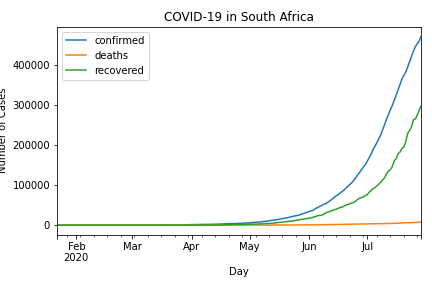 COVID-19 in South Africa
confirmed
deaths
recovered
400000
300000
200000
100000
0
Number of Cases
Feb
2020
Mar
Apr
May
Jun
Jul
Day